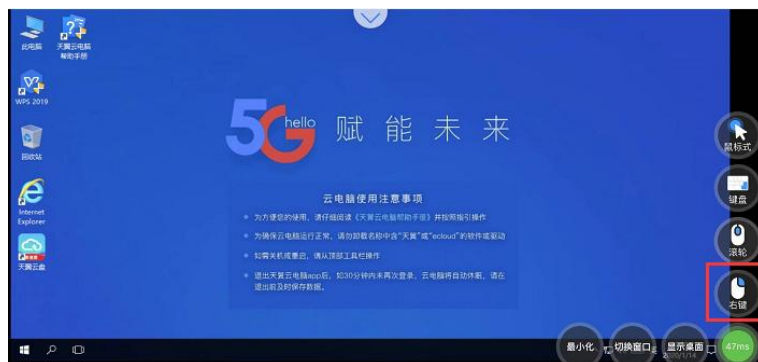 此电脑
天翼云电脑
帮助手册
WPS 2019
回收站
Internet
Explorer
天翼云盘
5G hello 赋能未来
云电脑使用注意事项
为方便您的使用，请仔细阅读《天翼云电脑帮助手册》并按照指引操作
为确保云电脑运行正常，请勿卸载名称中含“天翼”或“ecloud”的软件或驱动
如需关机或重启，请从顶部工具栏操作
退出天翼云电脑app后，如30分钟内未再次登录，云电脑将自动休眠，请在
退出前及时保存数据。
鼠标式
键盘
滚轮
右键
最小化
切换窗口
显示桌面
47ms
2020/1/14